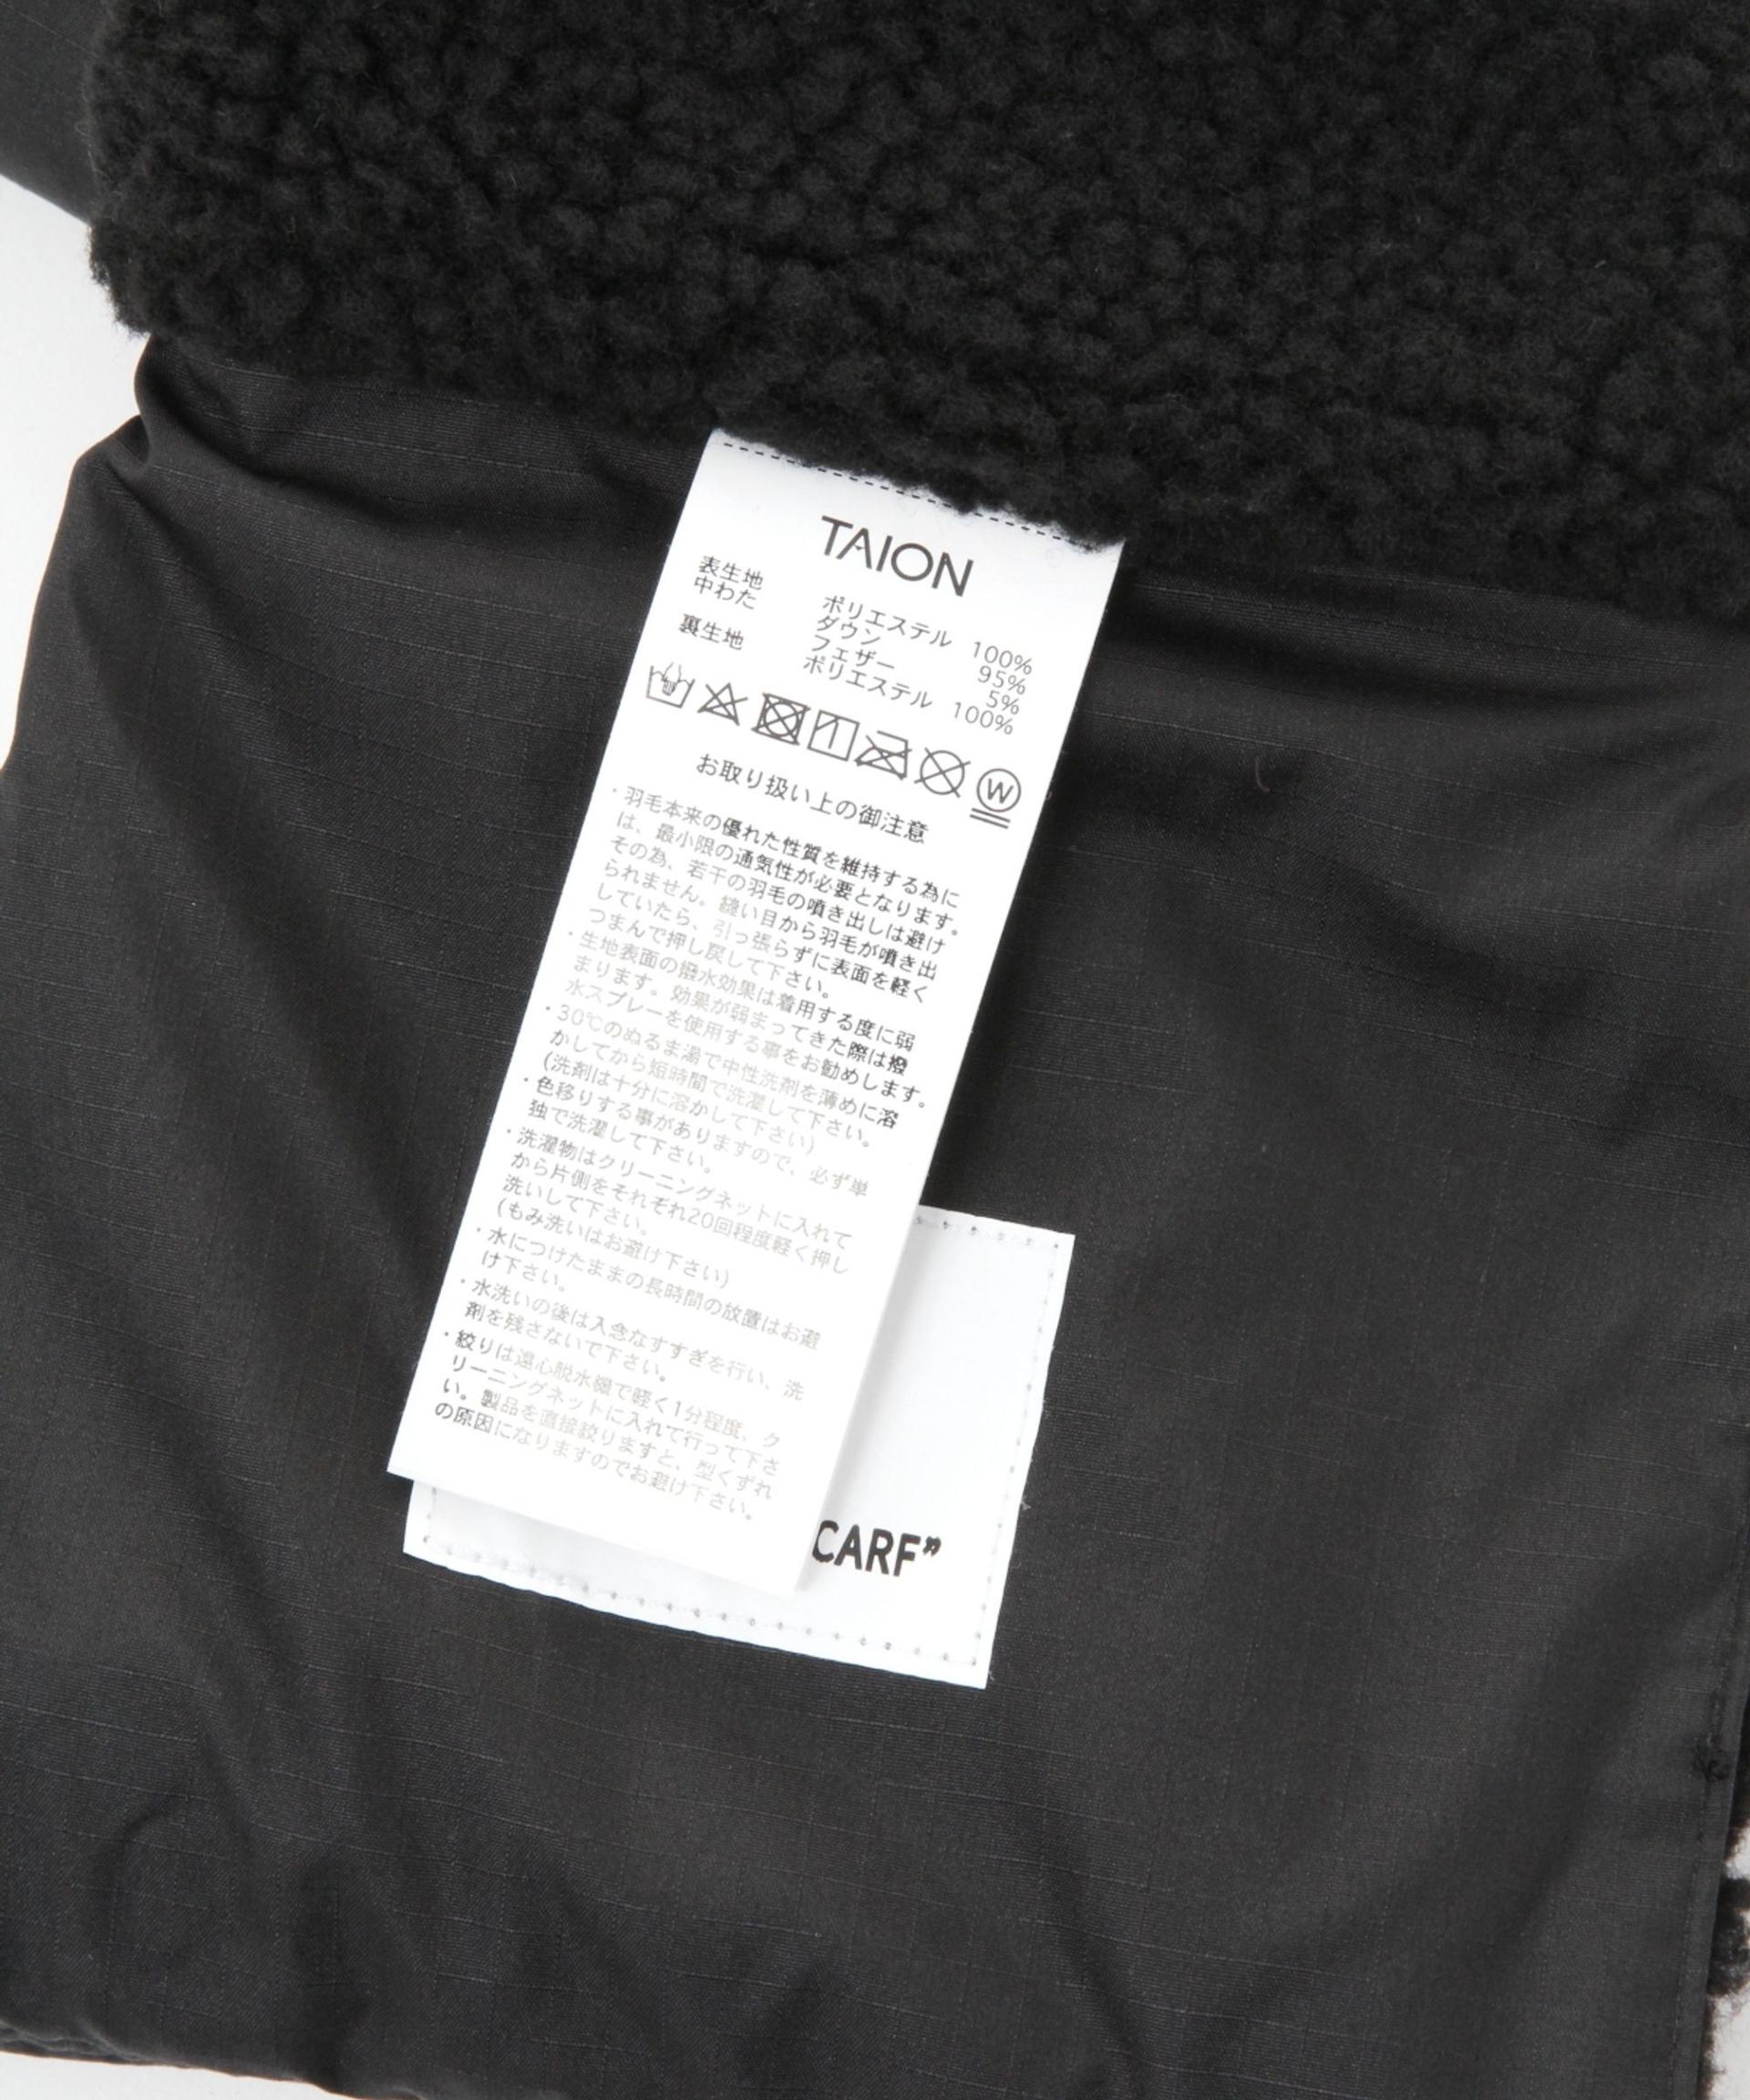 TAION
表生地 ポリエステル 100%
中わた ダウン 95%
フェザー 5%
裏生地 ポリエステル 100%
W
お取り扱い上の御注意
・羽毛本来の優れた性質を維持する為に
は、最小限の通気性が必要となります。
その為、若干の羽毛の噴き出しは避け
られません。縫い目から羽毛が噴き出
していたら、引っ張らずに表面を軽く
つまんで押し戻して下さい。
・生地表面の撥水効果は着用する度に弱
まります。効果が弱まってきた際は撥
水スプレーを使用する事をお勧めします。
・30℃のぬるま湯で中性洗剤を薄めに溶
かしてから短時間で洗濯して下さい。
(洗剤は十分に溶かして下さい)
・色移りする事がありますので、必ず単
独で洗濯して下さい。
・洗濯物はクリーニングネットに入れて
から片側をそれぞれ20回程度軽く押し
洗いして下さい。
(もみ洗いはお避け下さい)
・水につけたままの長時間の放置はお避
け下さい。
・水洗いの後は入念なすすぎを行い、洗
剤を残さないで下さい。
・絞りは遠心脱水機で軽く1分程度、ク
リーニングネットに入れて行って下さ
い。製品を直接絞りますと、型くずれ
の原因になりますのでお避け下さい。
CARF”